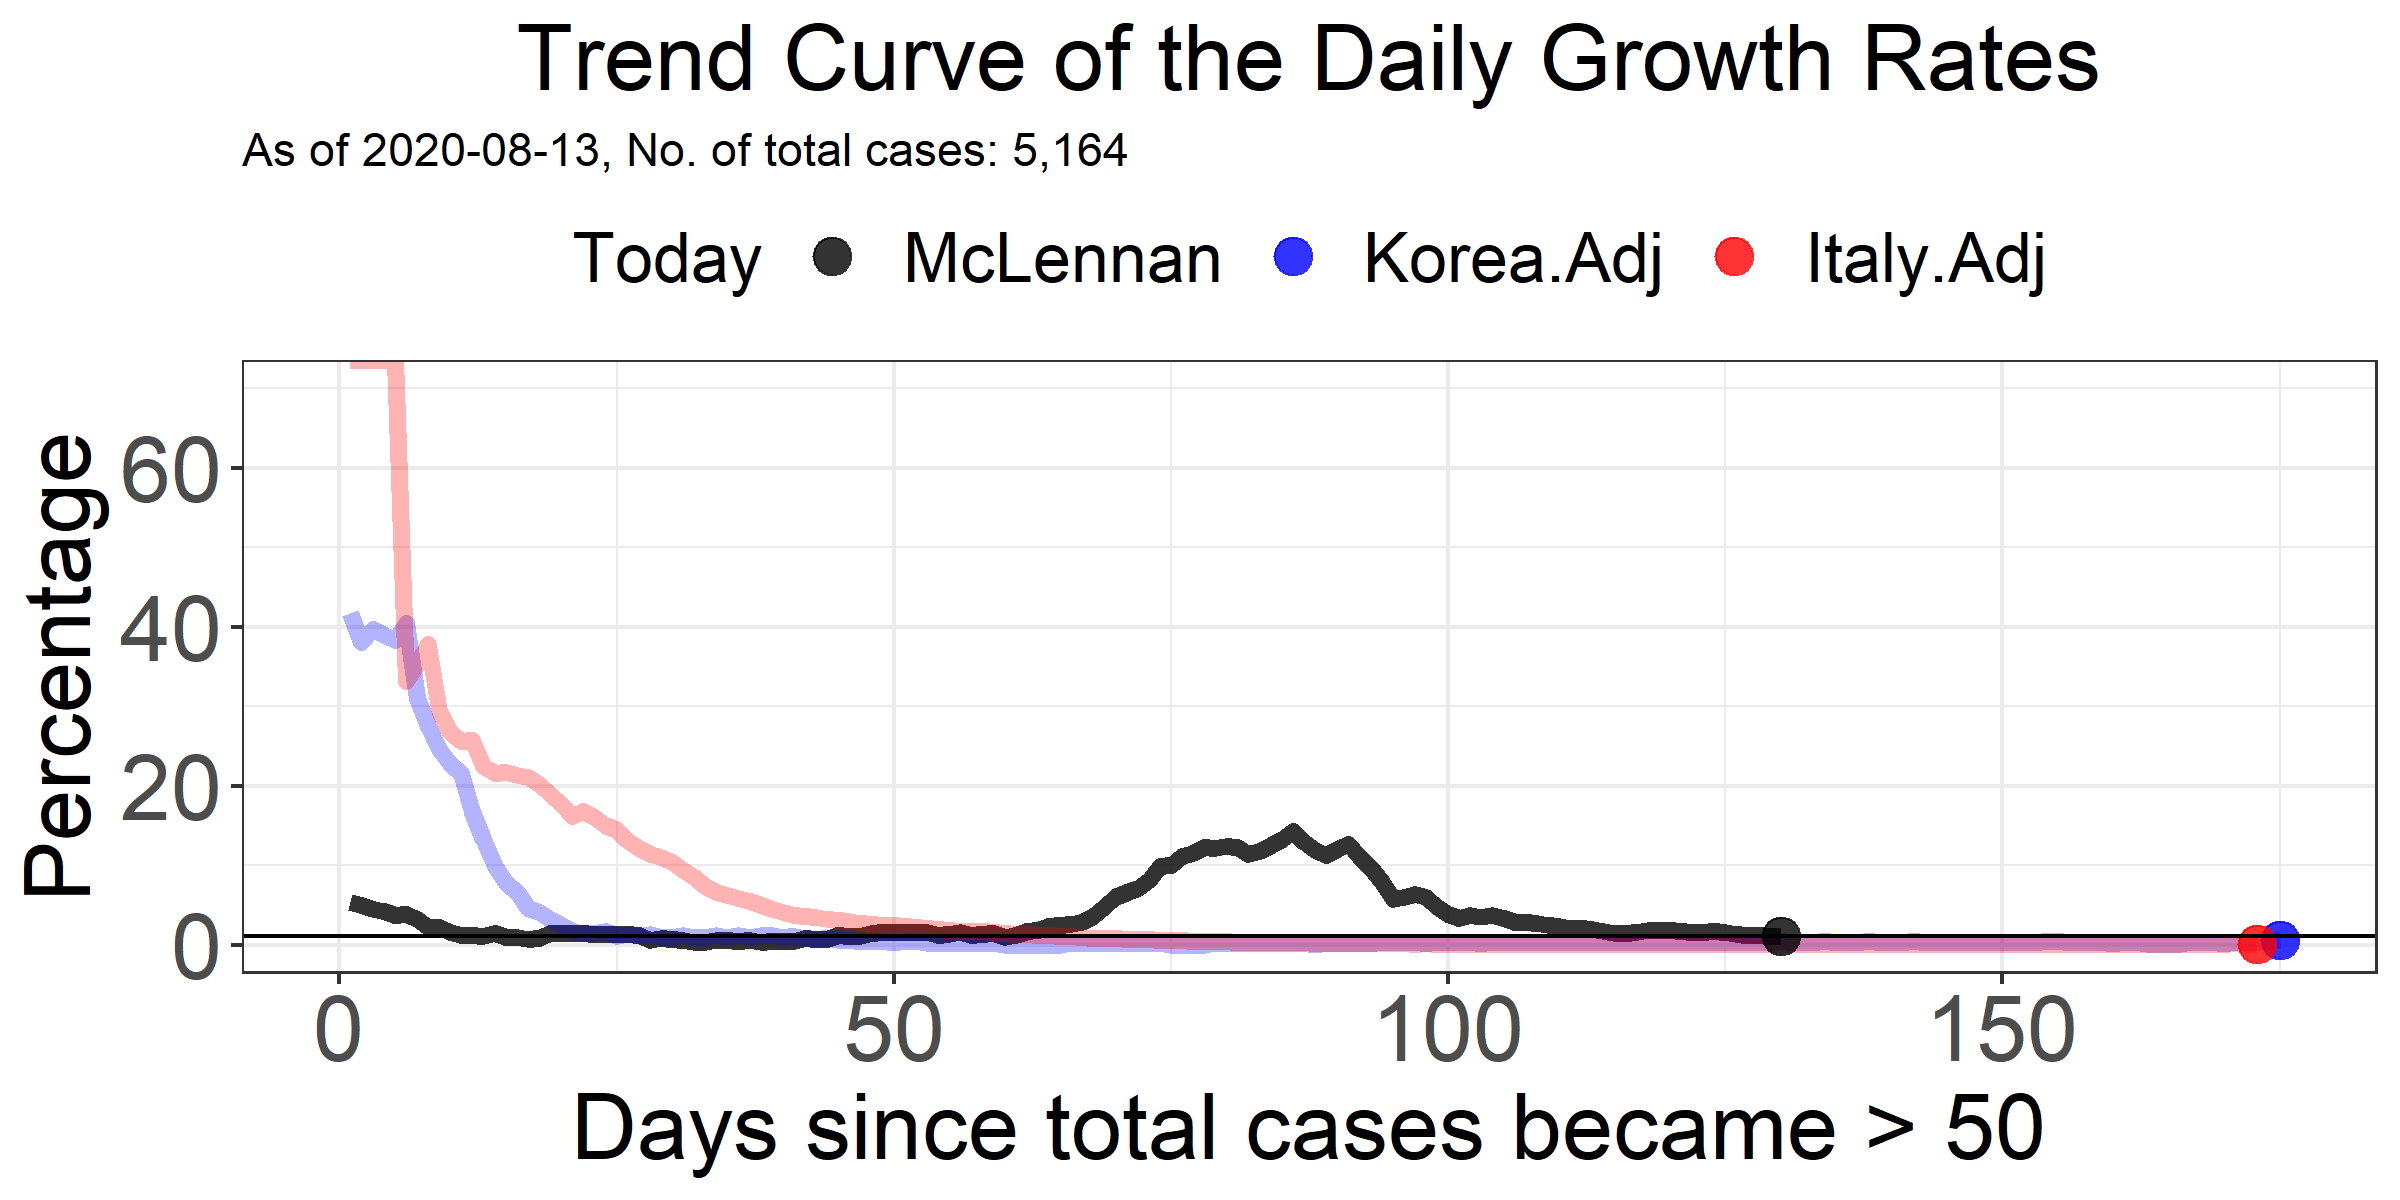 Trend Curve of the Daily Growth Rates
As of 2020-08-13, No. of total cases: 5,164
Today McLennan Korea.Adj Italy.Adj
Percentage
60
40
20
0
0 50 100 150
Days since total cases became > 50